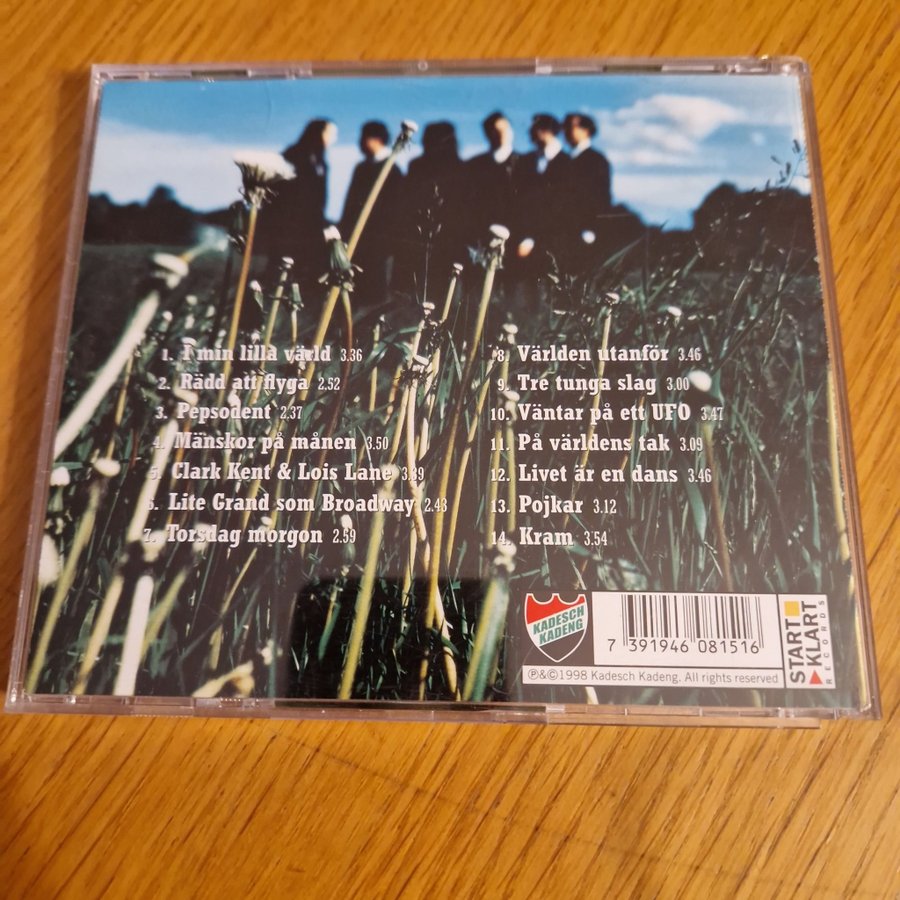 1. I min lilla värld 3.36
2. Rädd att flyga 2.52
3. Pepsodent 2.37
4. Mänskor på månen 3.50
5. Clark Kent & Lois Lane 3.39
6. Lite Grand som Broadway 2.43
7. Torsdag morgon 2.59
8. Världen utanför 3.46
9. Tre tunga slag 3.00
10. Väntar på ett UFO 3.47
11. På världens tak 3.09
12. Livet är en dans 3.46
13. Pojkar 3.12
14. Kram 3.54
KADESCH
KADENG
7 391946 081516
℗&©1998 Kadesch Kadeng. All rights reserved
START
KLART
RECORDS